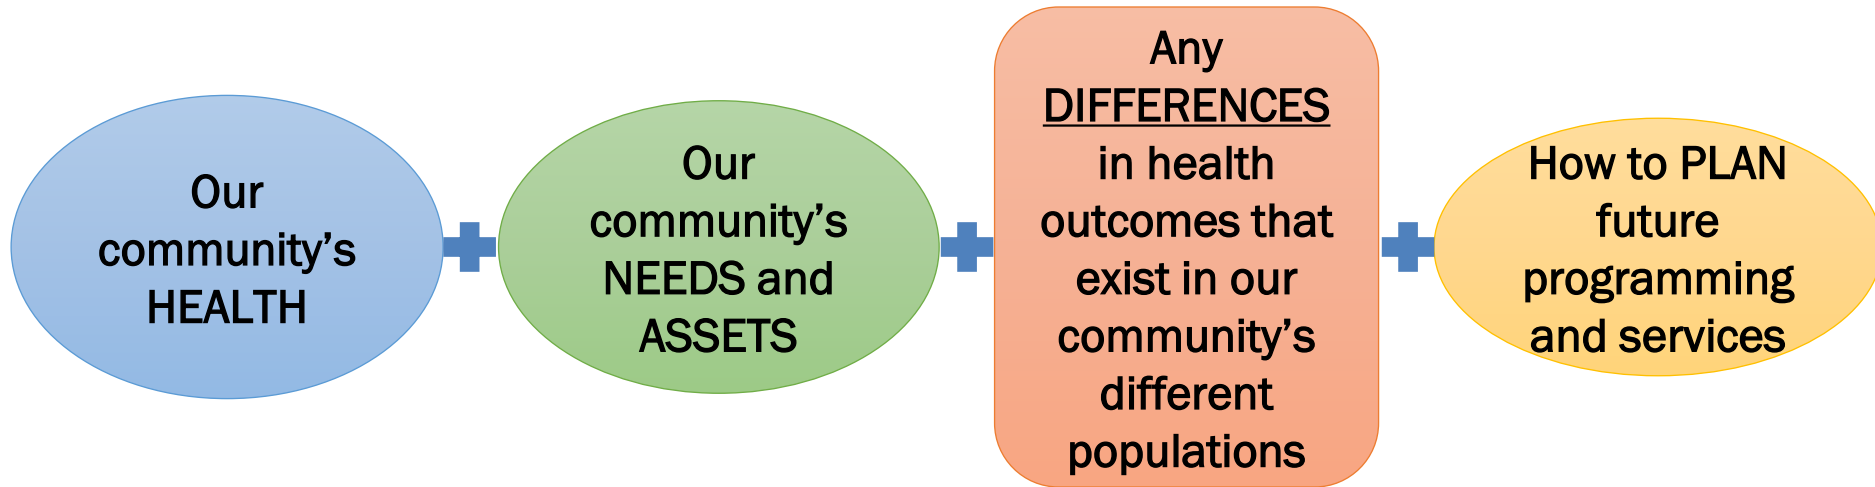 Our
community’s
HEALTH
Our
community’s
NEEDS and
ASSETS
Any
DIFFERENCES
in health
outcomes that
exist in our
community’s
different
populations
How to PLAN
future
programming
and services